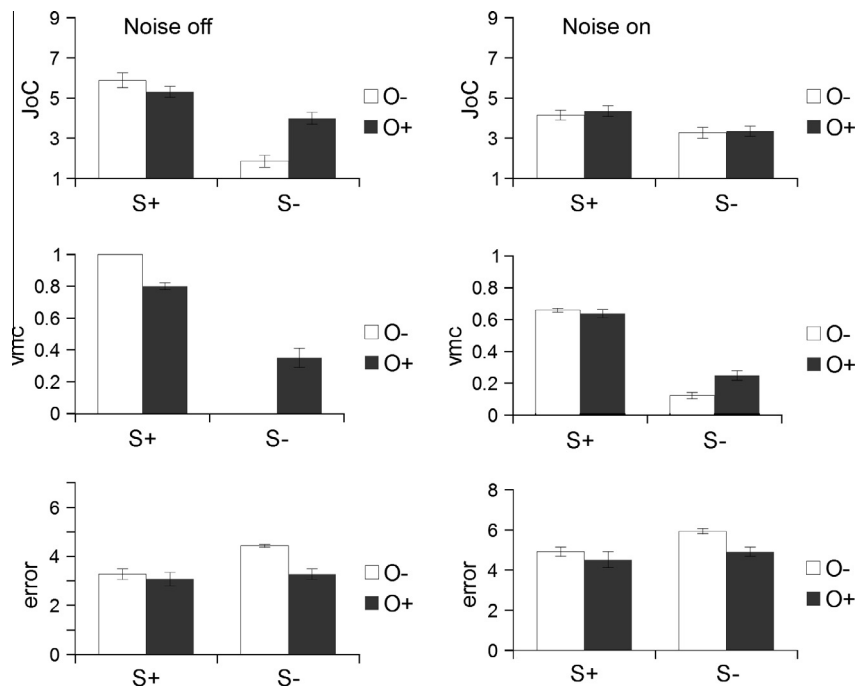 Noise off
JoC
9
7
5
3
1
S+
S-
O-
O+
Noise on
JoC
9
7
5
3
1
S+
S-
O-
O+
vmc
1
0.8
0.6
0.4
0.2
0
S+
S-
O-
O+
vmc
1
0.8
0.6
0.4
0.2
0
S+
S-
O-
O+
error
6
4
2
0
S+
S-
O-
O+
error
8
6
4
2
0
S+
S-
O-
O+